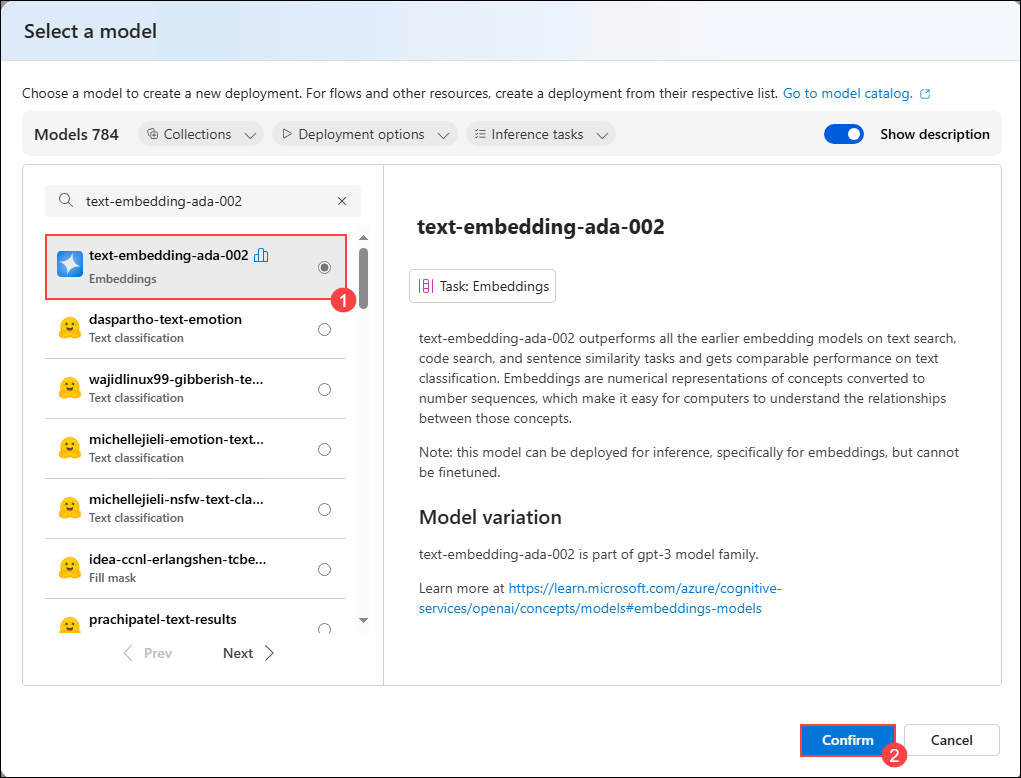 Select a model
Choose a model to create a new deployment. For flows and other resources, create a deployment from their respective list. Go to model catalog.
Models 784 Collections Deployment options Inference tasks Show description
text-embedding-ada-002
text-embedding-ada-002
Embeddings
1
daspartho-text-emotion
Text classification
wajidlinux99-gibberish-te...
Text classification
michellejieli-emotion-text...
Text classification
michellejieli-nsfw-text-cla...
Text classification
idea-ccnl-erlangshen-tcbe...
Fill mask
prachipatel-text-results
Prev Next
text-embedding-ada-002
Task: Embeddings
text-embedding-ada-002 outperforms all the earlier embedding models on text search,
code search, and sentence similarity tasks and gets comparable performance on text
classification. Embeddings are numerical representations of concepts converted to
number sequences, which make it easy for computers to understand the relationships
between those concepts.
Note: this model can be deployed for inference, specifically for embeddings, but cannot
be finetuned.
Model variation
text-embedding-ada-002 is part of gpt-3 model family.
Learn more at https://learn.microsoft.com/azure/cognitive-
services/openai/concepts/models#embeddings-models
Confirm Cancel
2